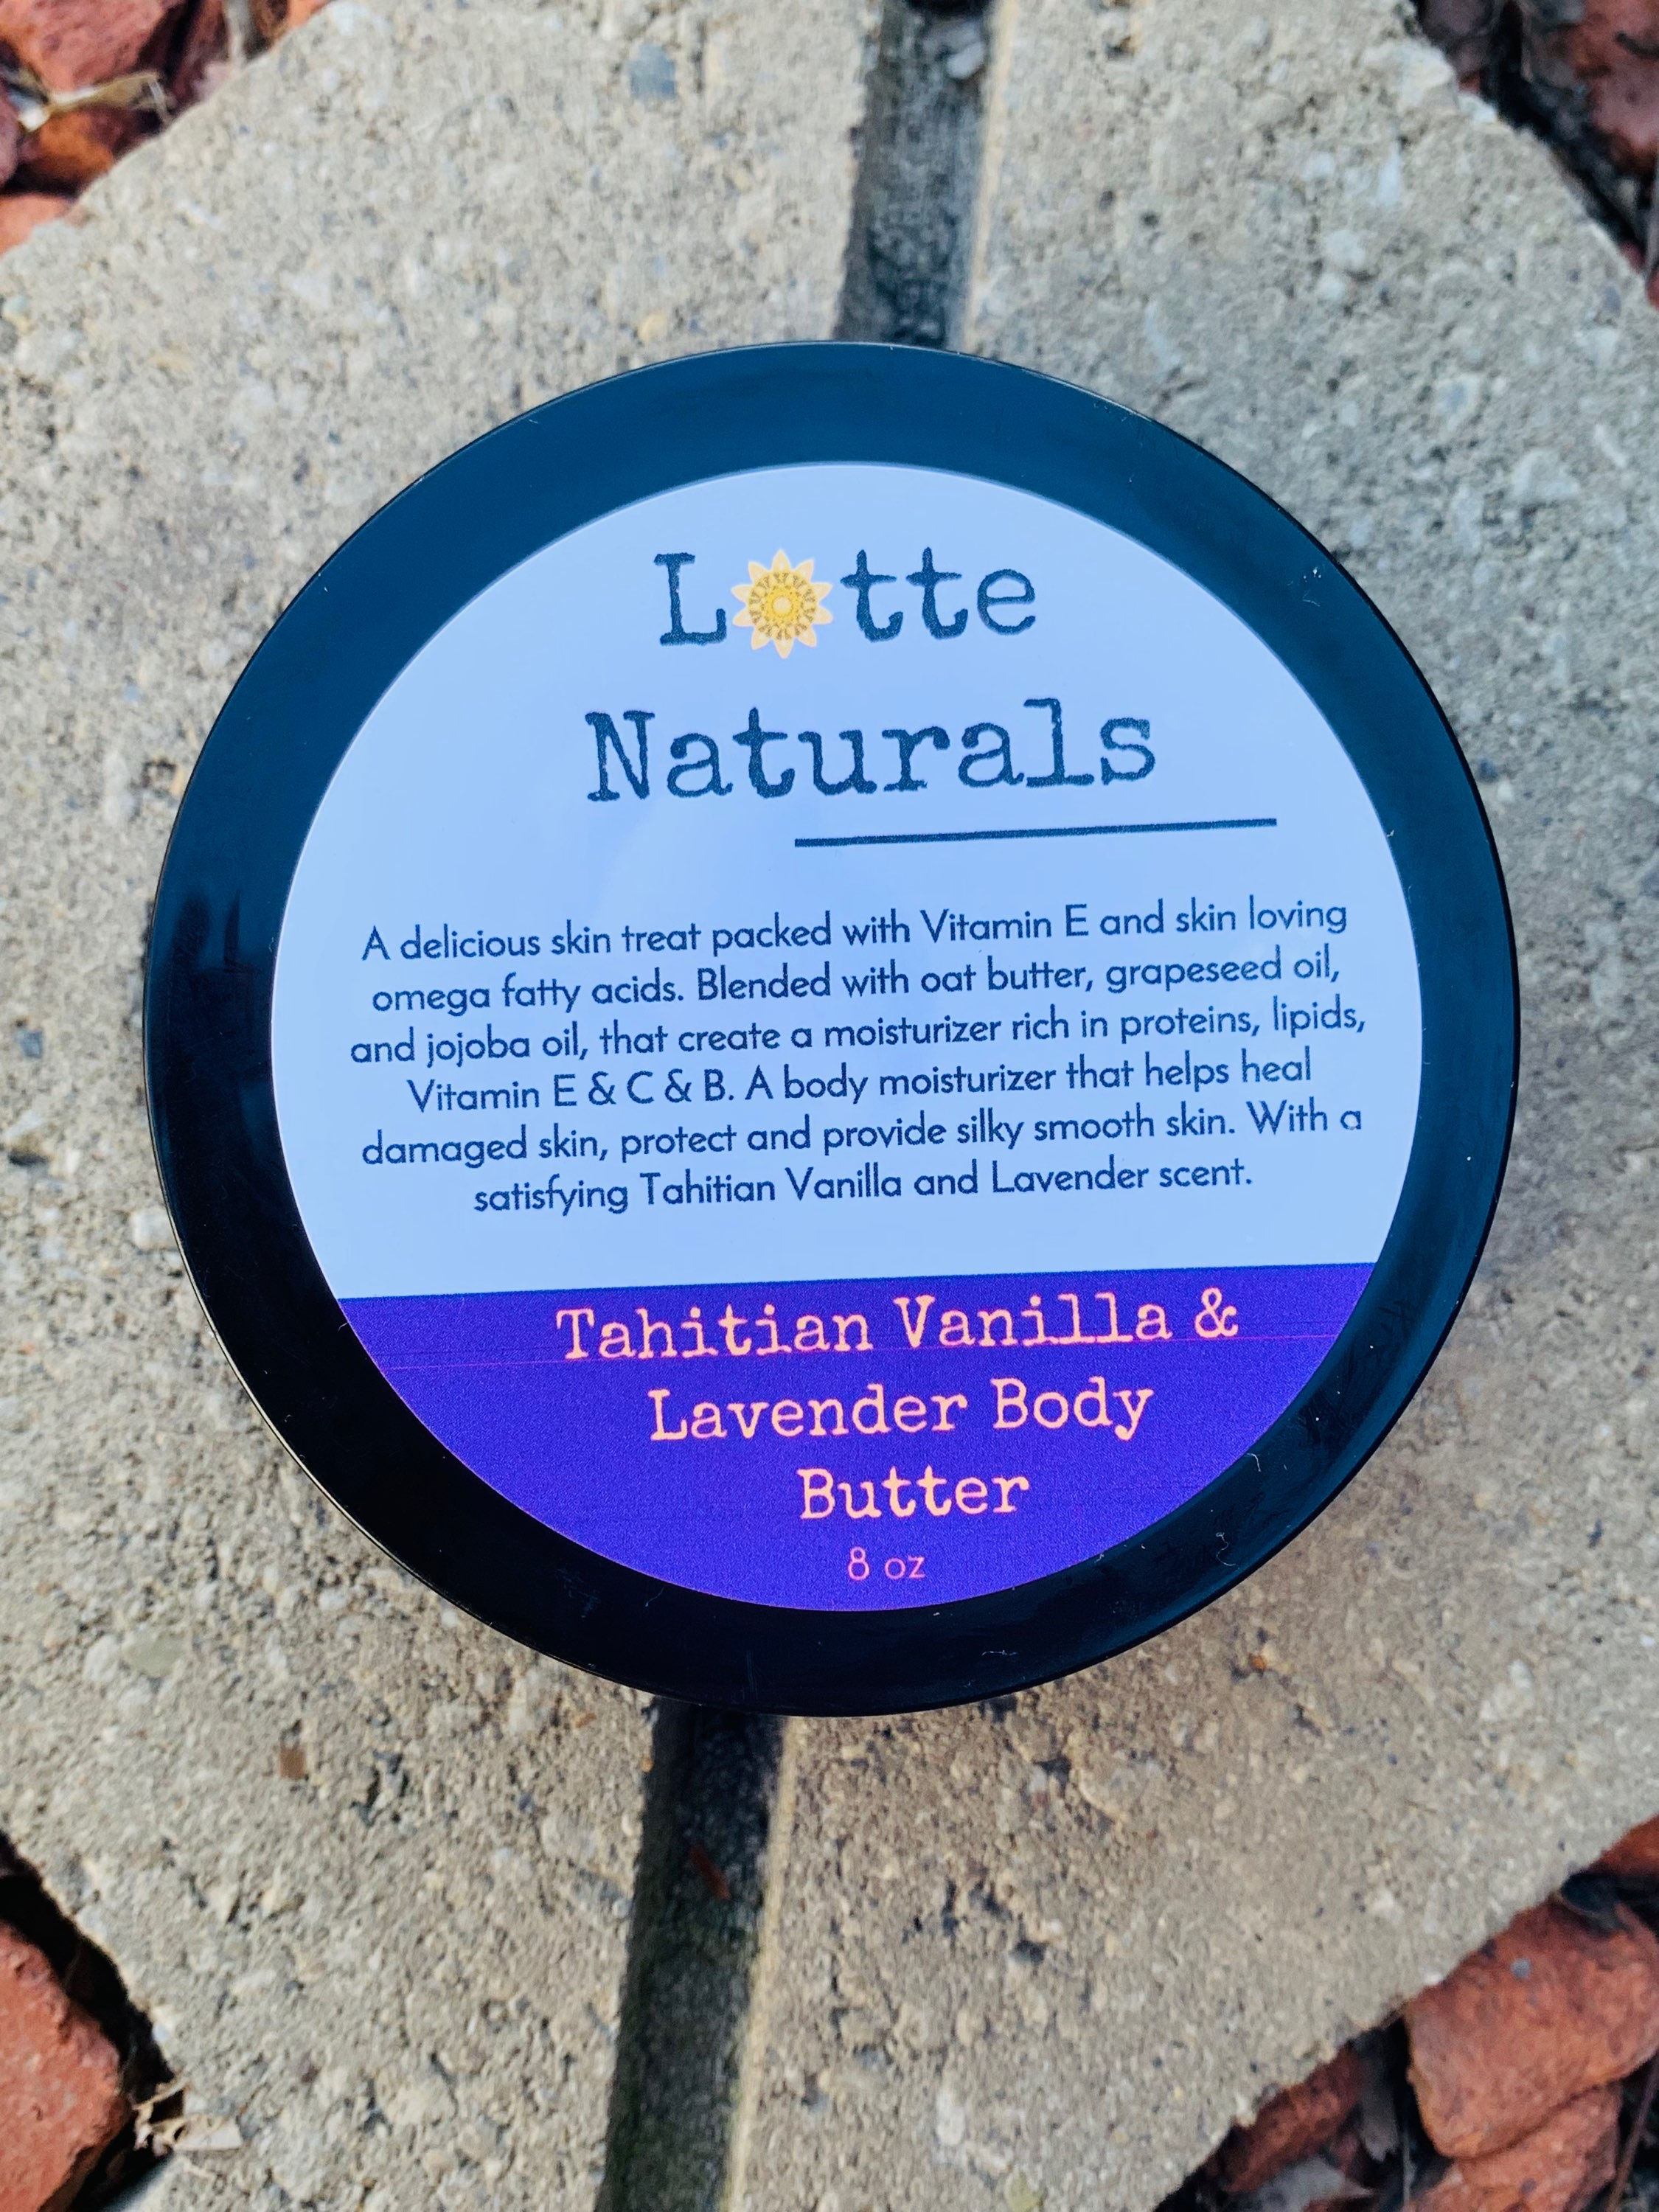 Lotte
Naturals
A delicious skin treat packed with Vitamin E and skin loving
omega fatty acids. Blended with oat butter, grapeseed oil,
and jojoba oil, that create a moisturizer rich in proteins, lipids,
Vitamin E & C & B. A body moisturizer that helps heal
damaged skin, protect and provide silky smooth skin. With a
satisfying Tahitian Vanilla and Lavender scent.
Tahitian Vanilla &
Lavender Body
Butter
8 oz